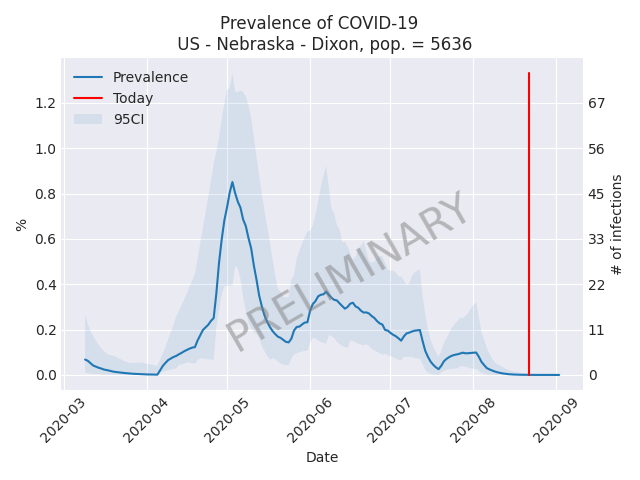 Prevalence of COVID-19
US - Nebraska - Dixon, pop. = 5636
Prevalence
Today
95CI
1.2
1.0
0.8
0.6
0.4
0.2
0.0
%
67
56
45
33
22
11
0
# of infections
PRELIMINARY
2020-03
2020-04
2020-05
2020-06
2020-07
2020-08
2020-09
Date